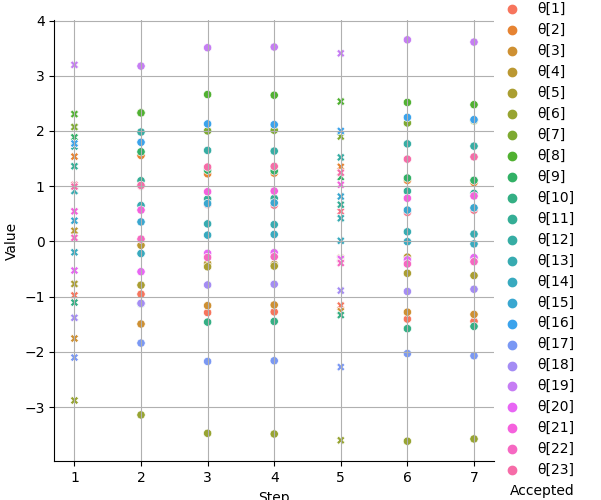 4
3
2
1
0
−1
−2
−3
Value
1 2 3 4 5 6 7
Step
θ[1]
θ[2]
θ[3]
θ[4]
θ[5]
θ[6]
θ[7]
θ[8]
θ[9]
θ[10]
θ[11]
θ[12]
θ[13]
θ[14]
θ[15]
θ[16]
θ[17]
θ[18]
θ[19]
θ[20]
θ[21]
θ[22]
θ[23]
Accepted